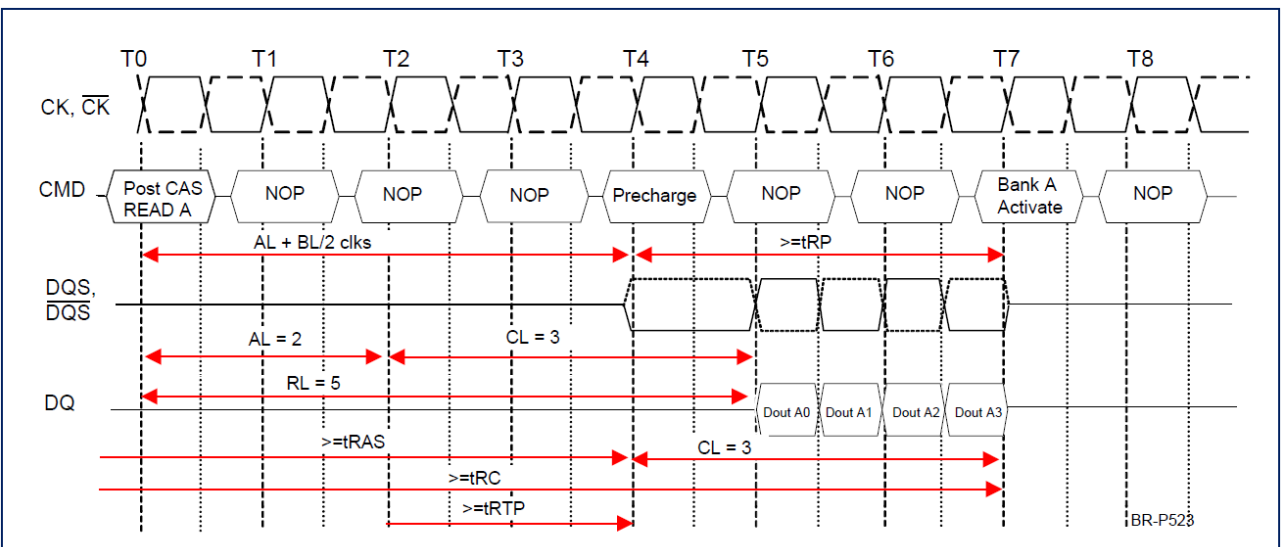 T0 T1 T2 T3 T4 T5 T6 T7 T8
CK, C̅K̅
CMD
Post CAS
READ A
NOP
NOP
NOP
Precharge
NOP
NOP
Bank A
Activate
NOP
AL + BL/2 clks
>=tRP
DQS,
D̅Q̅S̅
AL = 2
CL = 3
RL = 5
DQ
Dout A0
Dout A1
Dout A2
Dout A3
>=tRAS
CL = 3
>=tRC
>=tRTP
BR-P523